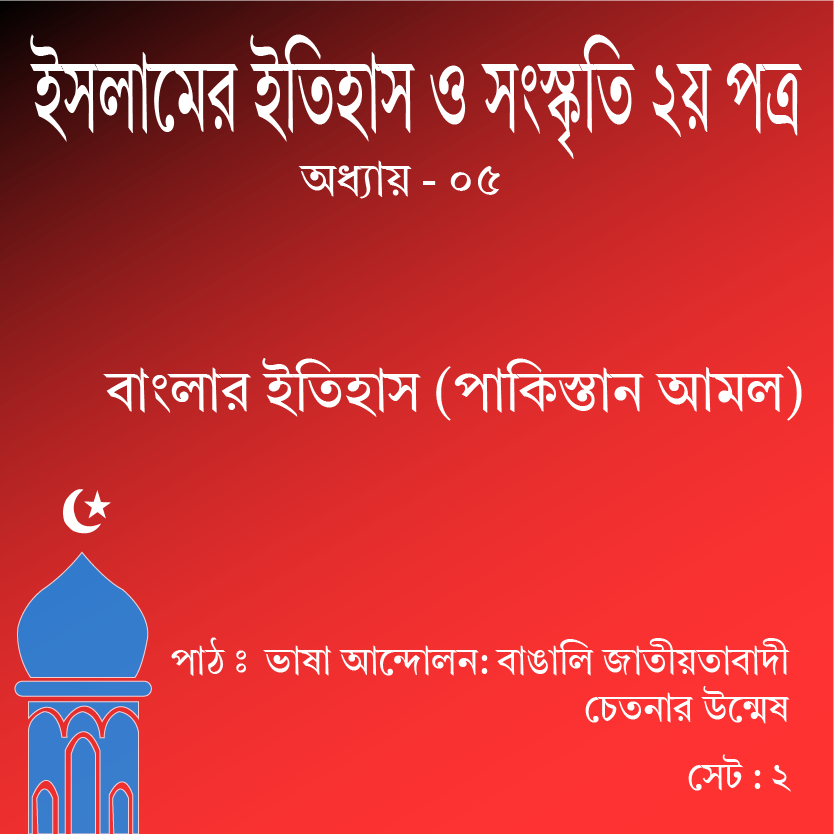 ইসলামের ইতিহাস ও সংস্কৃতি ২য় পত্র
অধ্যায় - ০৫
বাংলার ইতিহাস (পাকিস্তান আমল)
পাঠ ঃ ভাষা আন্দোলন: বাঙালি জাতীয়তাবাদী
চেতনার উন্মেষ
সেট : ২